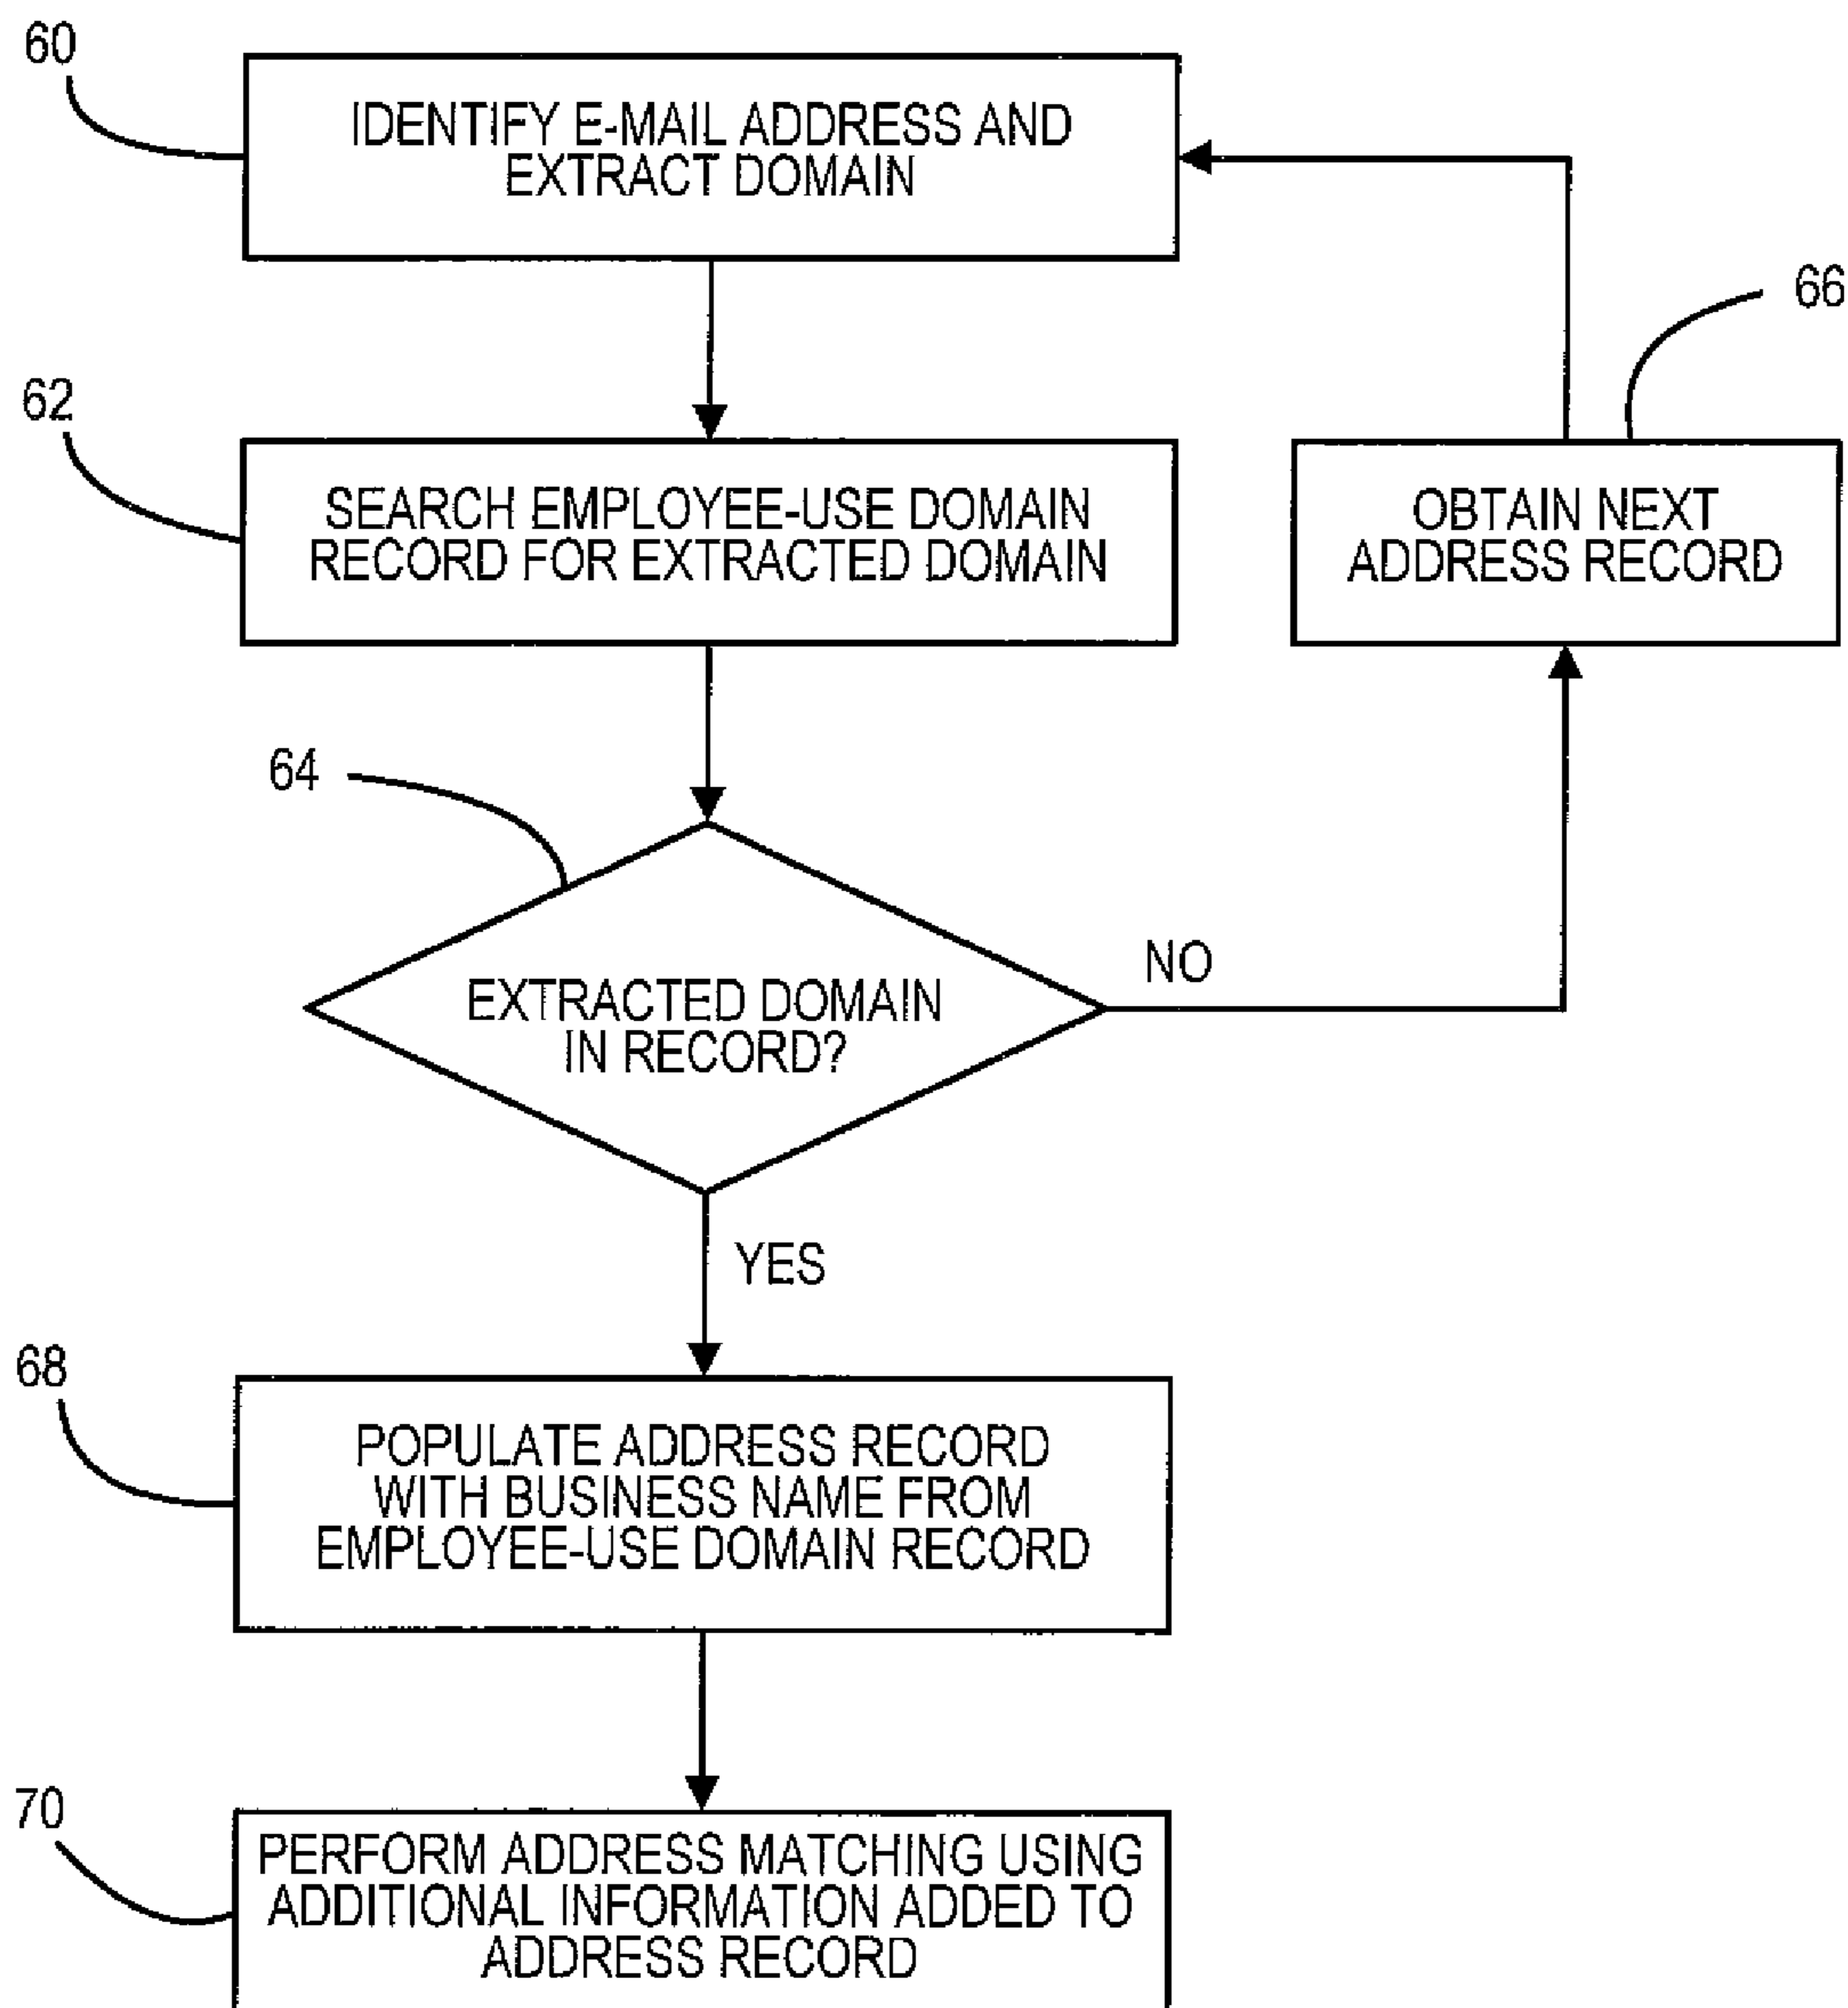 60
IDENTIFY E-MAIL ADDRESS AND
EXTRACT DOMAIN
66
62
SEARCH EMPLOYEE-USE DOMAIN
RECORD FOR EXTRACTED DOMAIN
OBTAIN NEXT
ADDRESS RECORD
64
EXTRACTED DOMAIN
IN RECORD?
NO
YES
68
POPULATE ADDRESS RECORD
WITH BUSINESS NAME FROM
EMPLOYEE-USE DOMAIN RECORD
70
PERFORM ADDRESS MATCHING USING
ADDITIONAL INFORMATION ADDED TO
ADDRESS RECORD